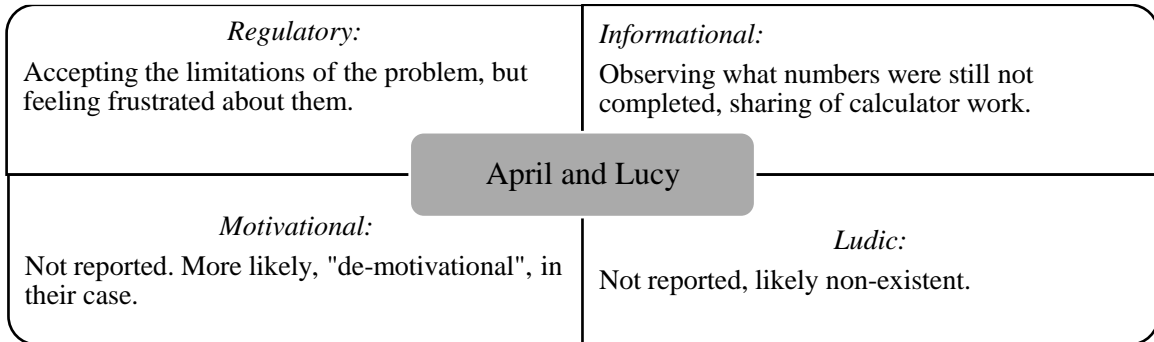 Regulatory:
Accepting the limitations of the problem, but
feeling frustrated about them.
Informational:
Observing what numbers were still not
completed, sharing of calculator work.
April and Lucy
Motivational:
Not reported. More likely, "de-motivational", in
their case.
Ludic:
Not reported, likely non-existent.